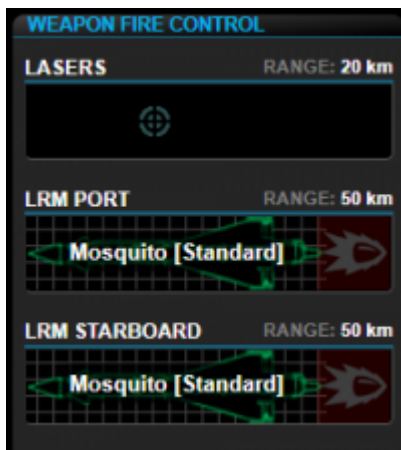 WEAPON FIRE CONTROL
LASERS RANGE: 20 km
LRM PORT RANGE: 50 km
Mosquito [Standard]
LRM STARBOARD RANGE: 50 km
Mosquito [Standard]